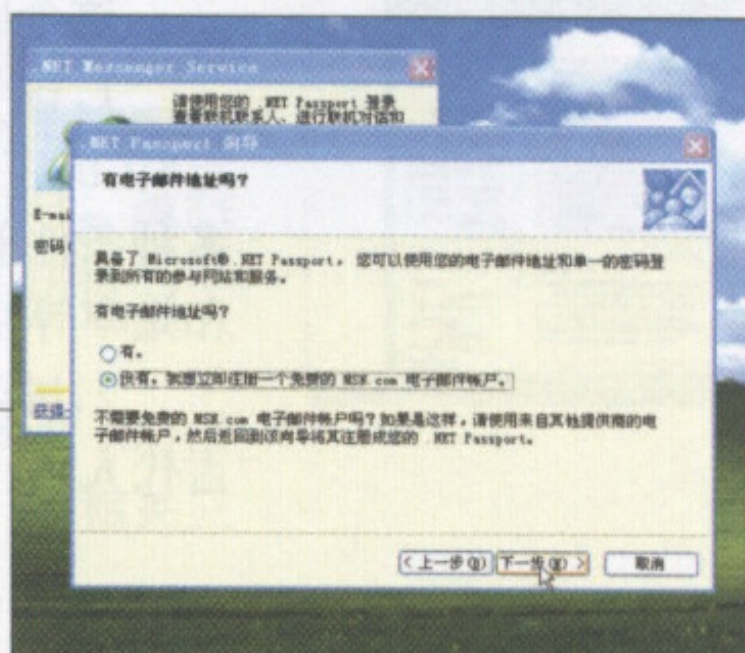 .NET Messenger Service
请使用您的 .NET Passport 登录
查看联机联系人、进行联机对话和
E-mai
密码(
.NET Passport 向导
有电子邮件地址吗?
具备了 Microsoft®.NET Passport, 您可以使用您的电子邮件地址和单一的密码登
录到所有的参与网站和服务。
有电子邮件地址吗?
有。
没有。我想立即注册一个免费的 MSN.com 电子邮件帐户。
不需要免费的 MSN.com 电子邮件帐户吗?如果是这样,请使用来自其他提供商的电
子邮件帐户,然后返回到该向导将其注册成您的 .NET Passport。
< 上一步(B) 下一步(N) > 取消